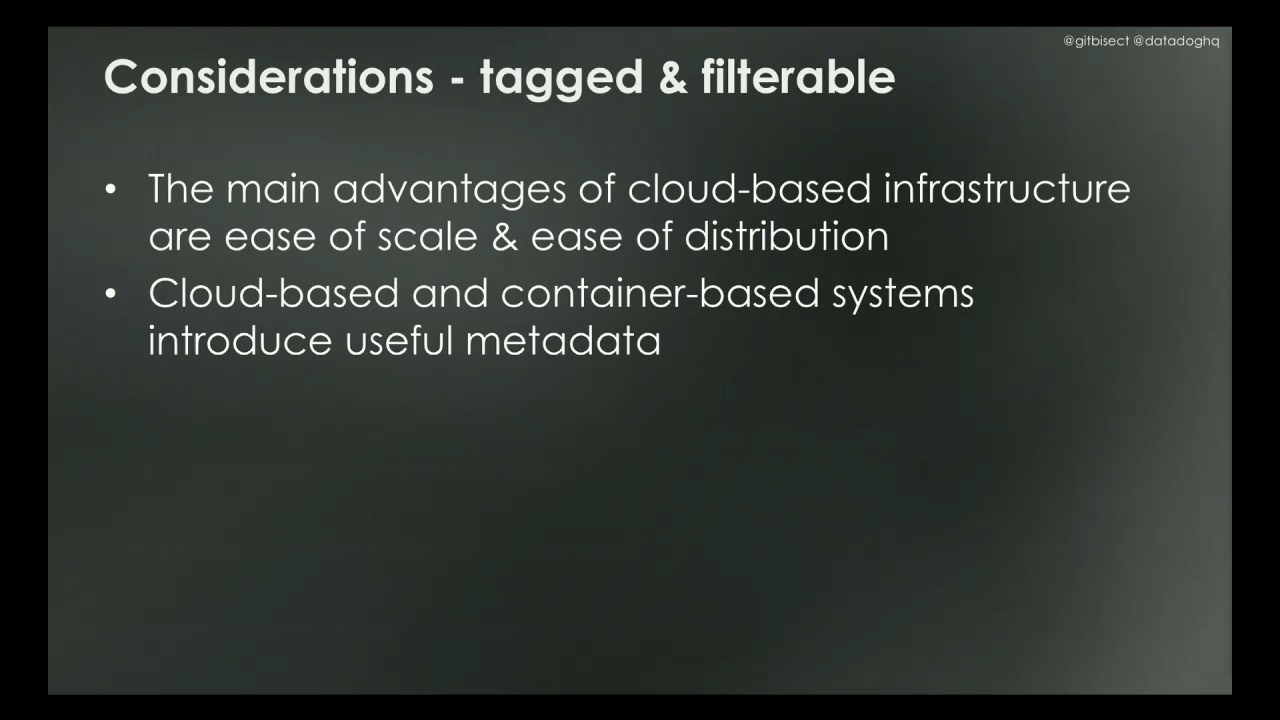 @gitbisect @datadoghq
Considerations - tagged & filterable
• The main advantages of cloud-based infrastructure
are ease of scale & ease of distribution
• Cloud-based and container-based systems
introduce useful metadata